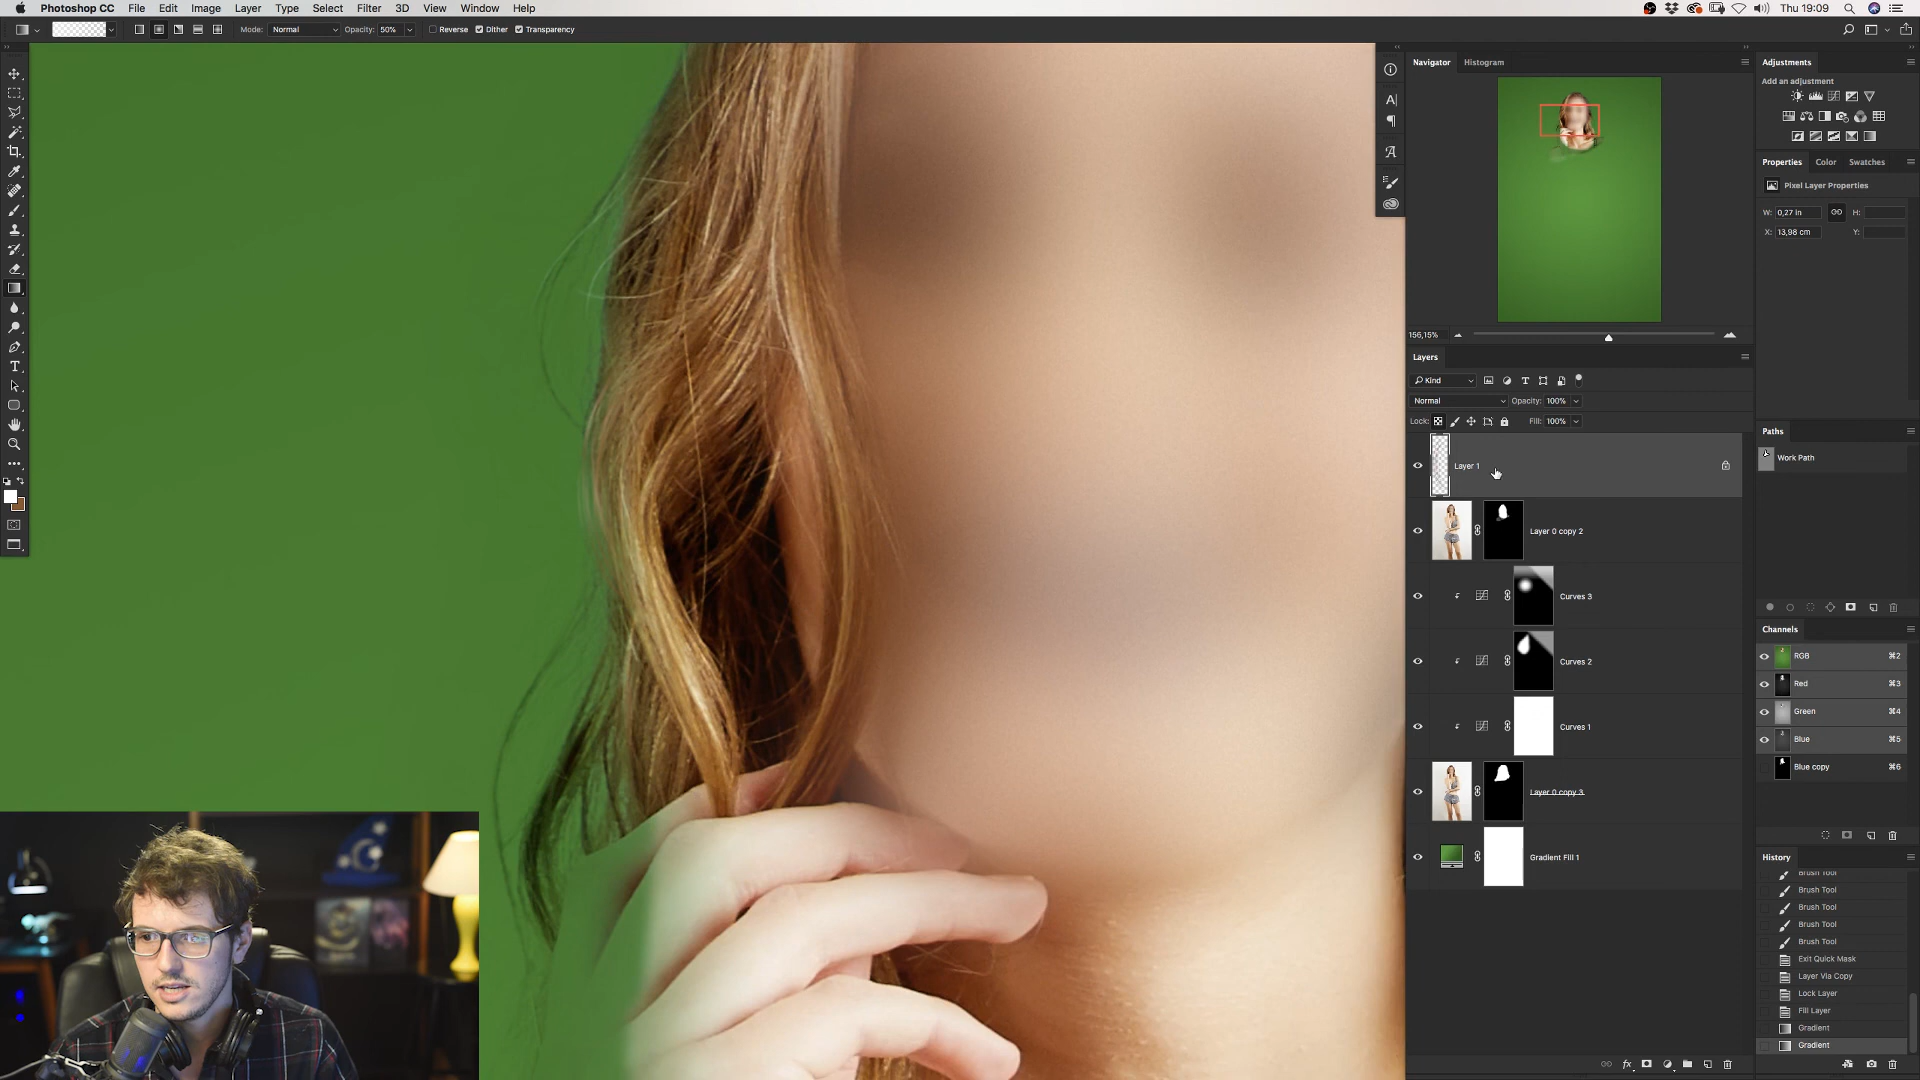 Photoshop CC File Edit Image Layer Type Select Filter 3D View Window Help Thu 19:09
Mode: Normal Opacity: 50% Reverse Dither Transparency
Navigator Histogram
156,15%
Layers
Kind
Normal Opacity: 100%
Lock: Fill: 100%
Layer 1
Layer 0 copy 2
Curves 3
Curves 2
Curves 1
Layer 0 copy 3
Gradient Fill 1
Adjustments
Add an adjustment
Properties Color Swatches
Pixel Layer Properties
W: 0,27 in H:
X: 13,98 cm Y:
Paths
Work Path
Channels
RGB ⌘2
Red ⌘3
Green ⌘4
Blue ⌘5
Blue copy ⌘6
History
Brush Tool
Brush Tool
Brush Tool
Brush Tool
Brush Tool
Exit Quick Mask
Layer Via Copy
Lock Layer
Fill Layer
Gradient
Gradient